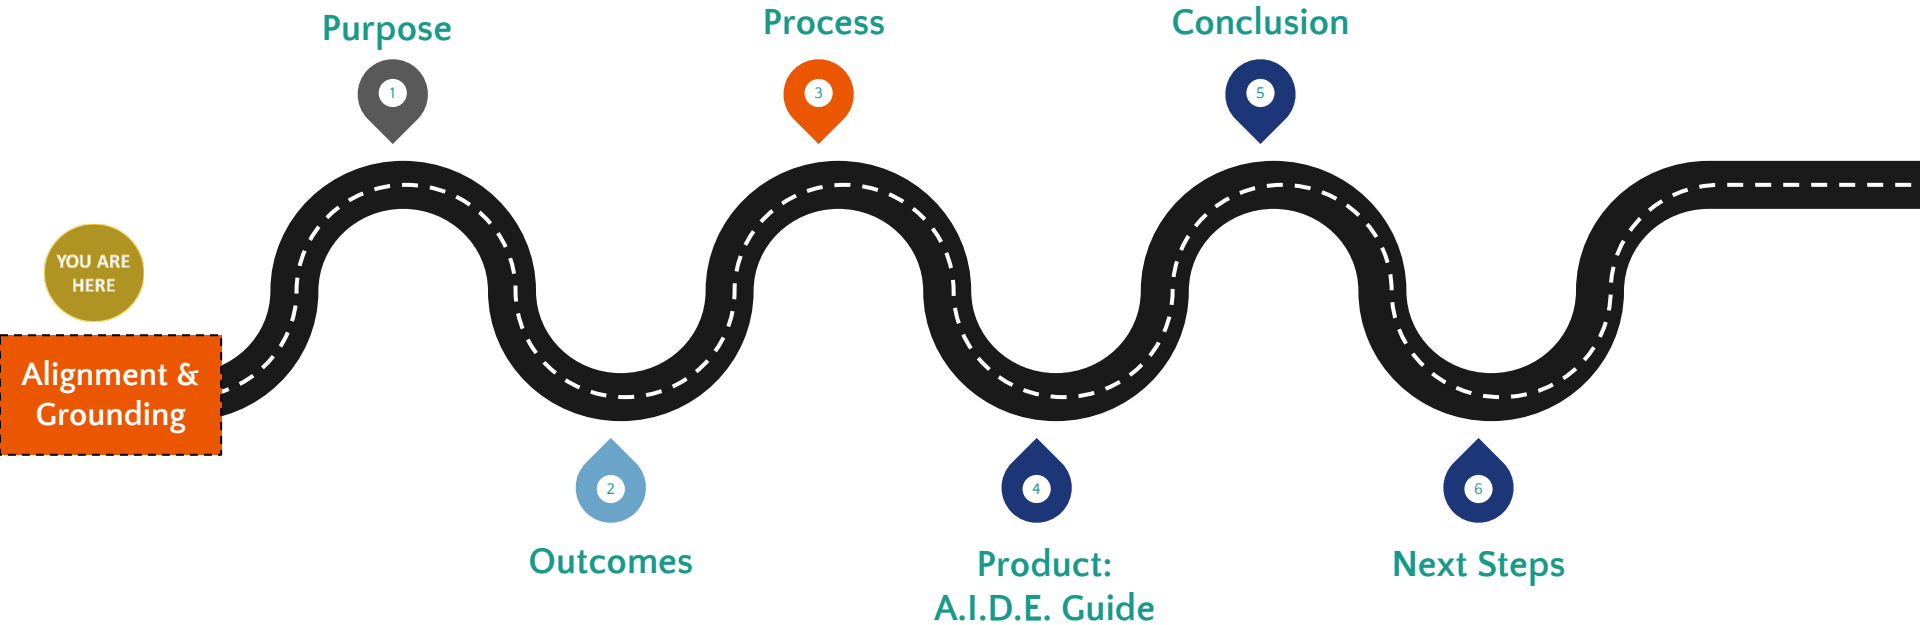 YOU ARE
HERE
Alignment &
Grounding
Purpose
1
2
Outcomes
Process
3
4
Product:
A.I.D.E. Guide
Conclusion
5
6
Next Steps